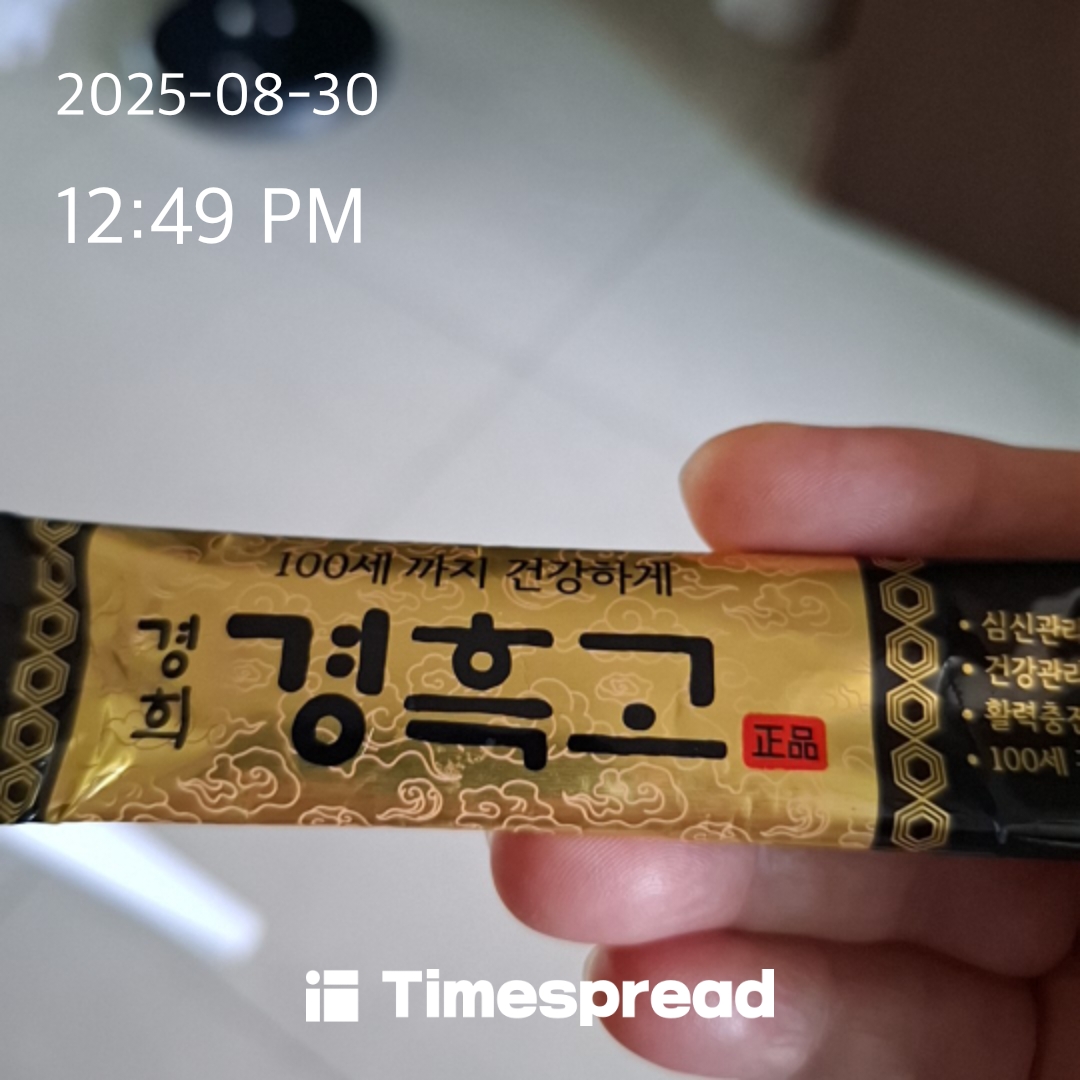 2025-08-30
12:49 PM
100세 까지 건강하게
경희
경흑고
正品
• 심신관리
• 건강관리
• 활력충전
• 100세
Timespread